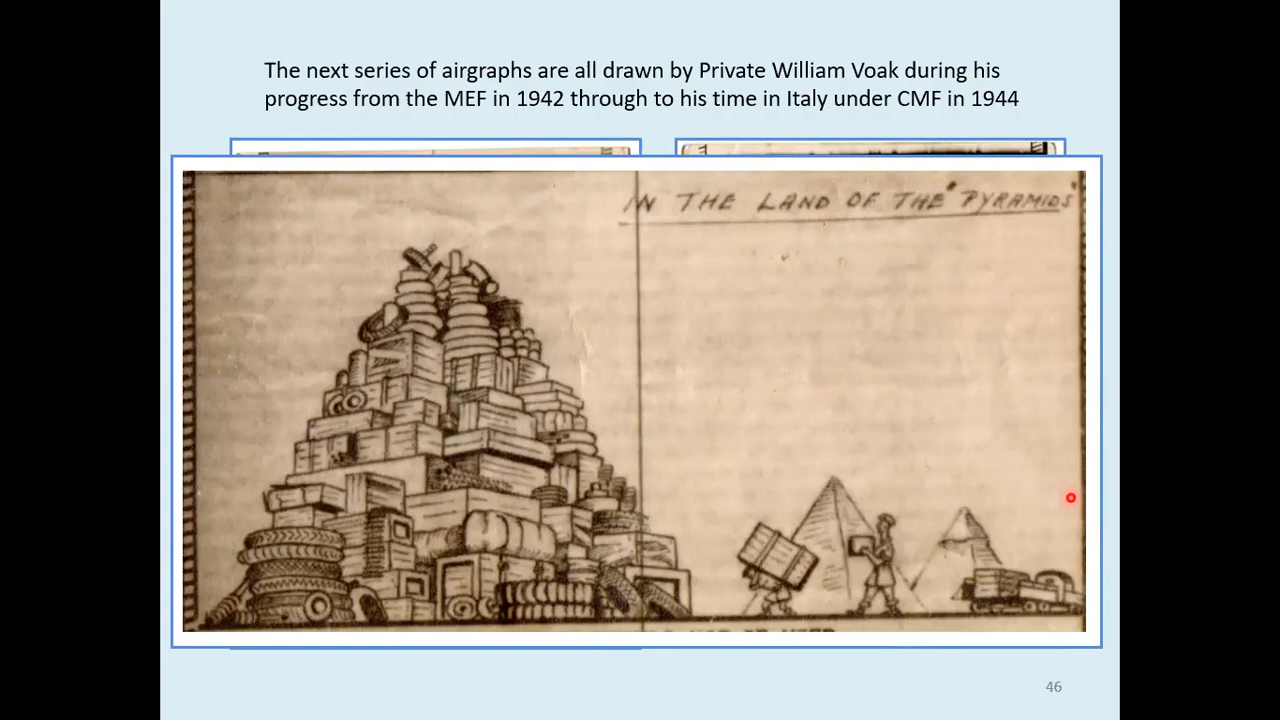 The next series of airgraphs are all drawn by Private William Voak during his
progress from the MEF in 1942 through to his time in Italy under CMF in 1944
IN THE LAND OF THE "PYRAMIDS"
46